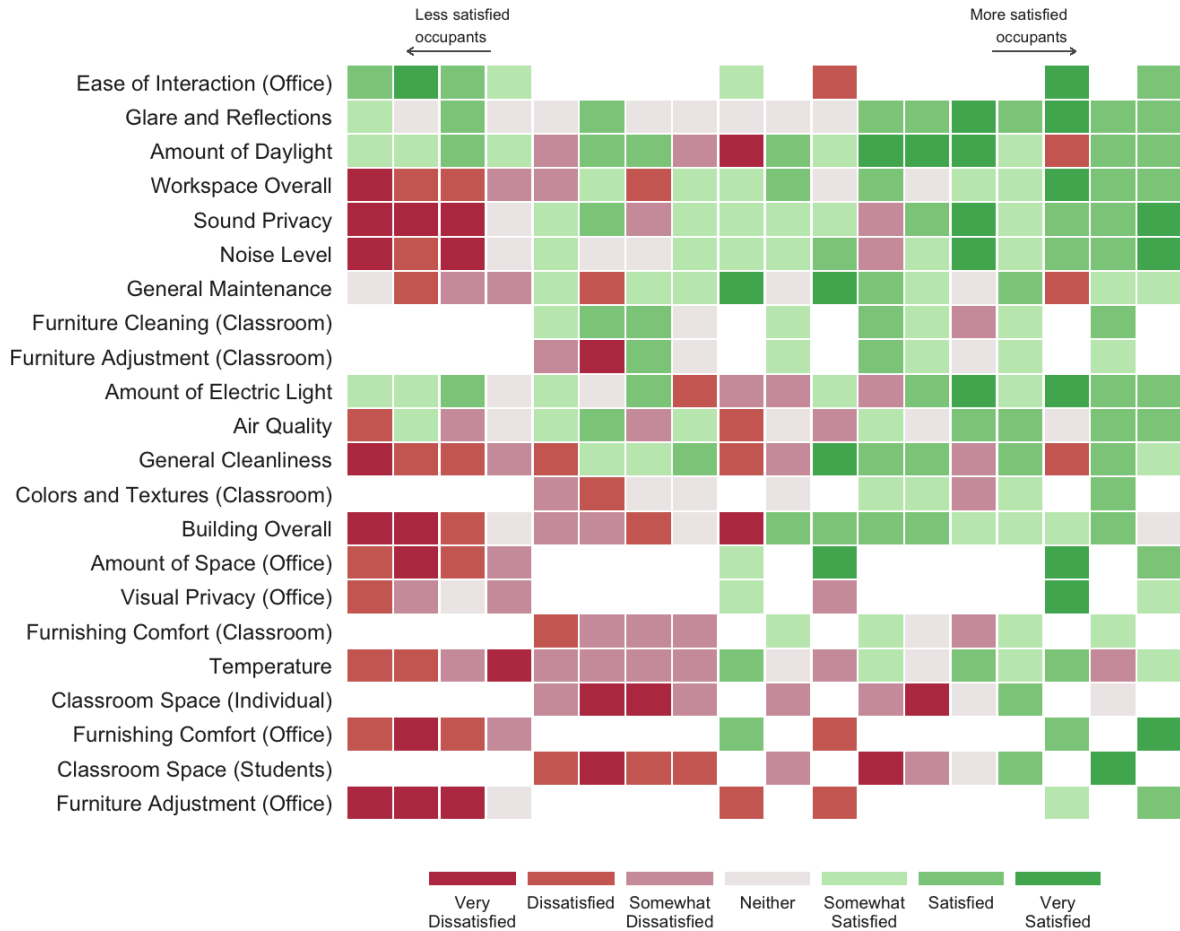 Less satisfied
occupants
More satisfied
occupants
Ease of Interaction (Office)
Glare and Reflections
Amount of Daylight
Workspace Overall
Sound Privacy
Noise Level
General Maintenance
Furniture Cleaning (Classroom)
Furniture Adjustment (Classroom)
Amount of Electric Light
Air Quality
General Cleanliness
Colors and Textures (Classroom)
Building Overall
Amount of Space (Office)
Visual Privacy (Office)
Furnishing Comfort (Classroom)
Temperature
Classroom Space (Individual)
Furnishing Comfort (Office)
Classroom Space (Students)
Furniture Adjustment (Office)
Very
Dissatisfied
Dissatisfied
Somewhat
Dissatisfied
Neither
Somewhat
Satisfied
Satisfied
Very
Satisfied